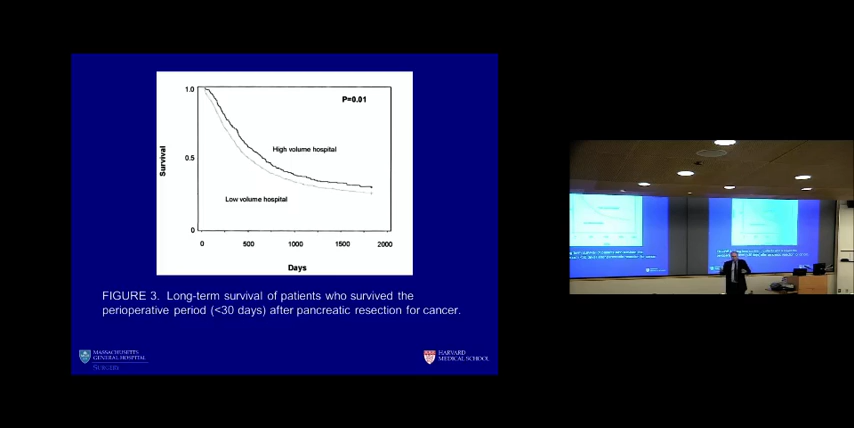 1.0
P=0.01
High volume hospital
0.5
Survival
Low volume hospital
0
0 500 1000 1500 2000
Days
FIGURE 3. Long-term survival of patients who survived the
perioperative period (<30 days) after pancreatic resection for cancer.
MASSACHUSETTS
GENERAL HOSPITAL
SURGERY
HARVARD
MEDICAL SCHOOL